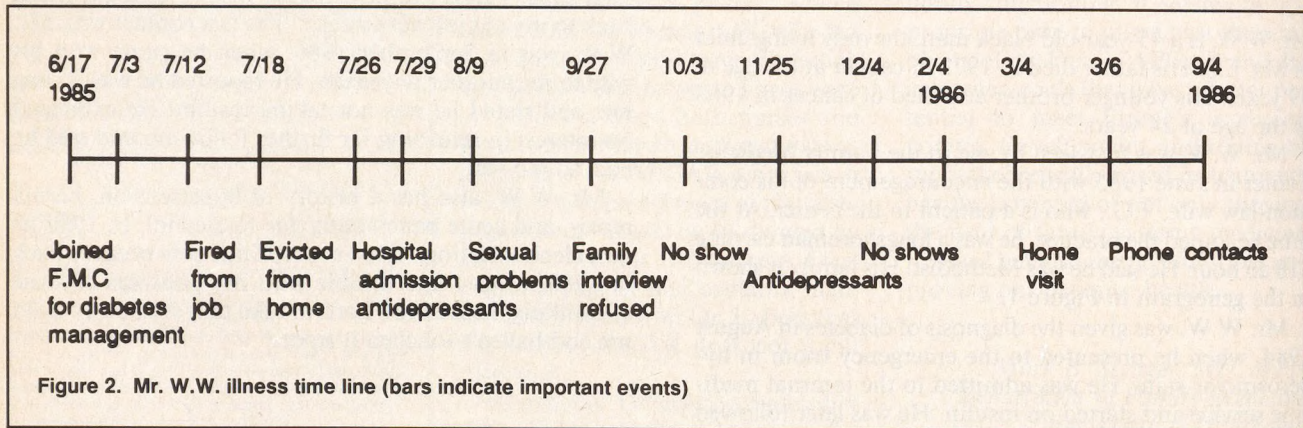 6/17 7/3 7/12 7/18 7/26 7/29 8/9 9/27 10/3 11/25 12/4 2/4 3/4 3/6 9/4
1985 1986 1986
Joined Fired Evicted Hospital Sexual Family No show No shows Home Phone contacts
F.M.C from from admission problems interview Antidepressants visit
for diabetes job home antidepressants refused
management
Figure 2. Mr. W.W. illness time line (bars indicate important events)